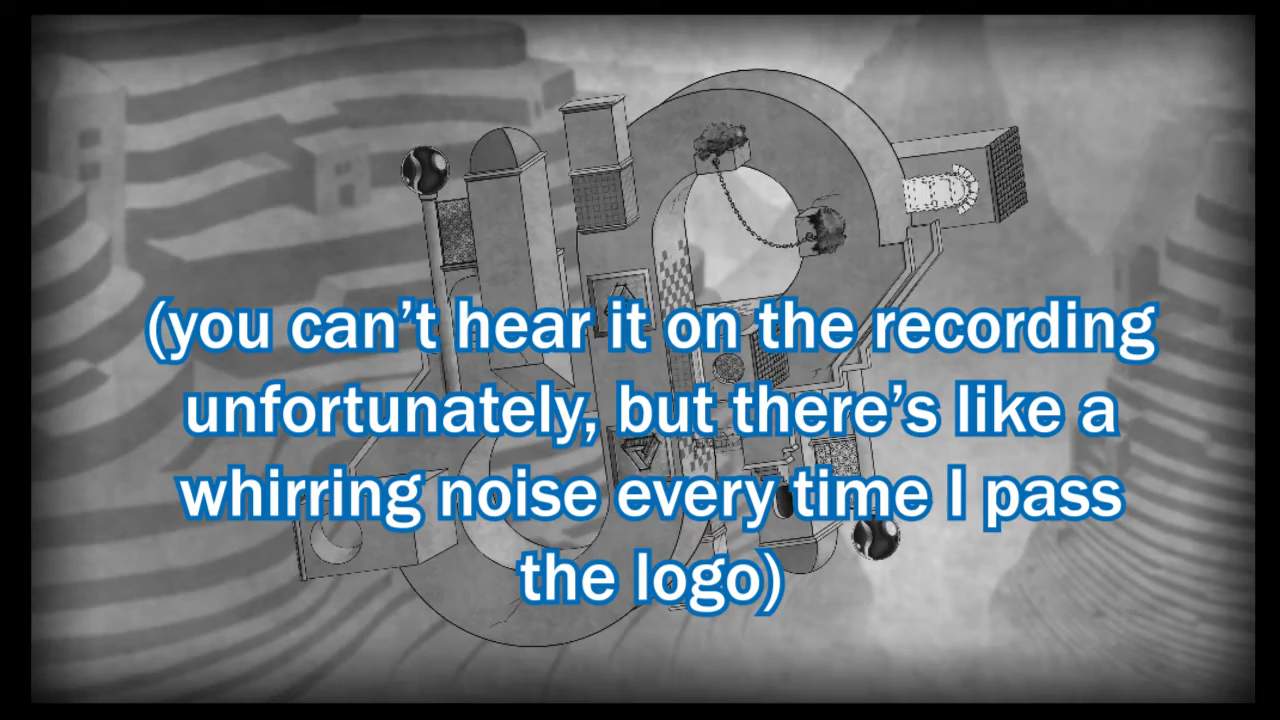 (you can’t hear it on the recording
unfortunately, but there’s like a
whirring noise every time I pass
the logo)